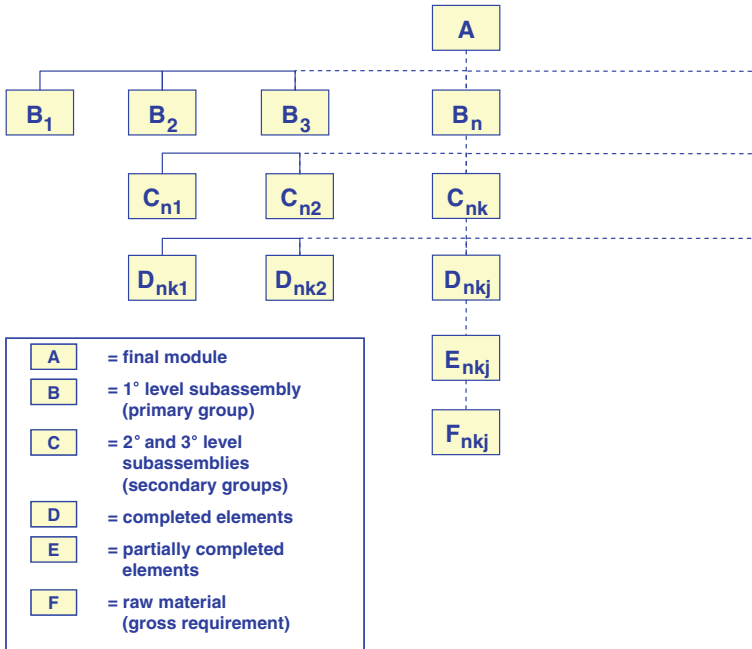 A
B1 B2 B3 Bn
Cn1 Cn2 Cnk
Dnk1 Dnk2 Dnkj
Enkj
Fnkj
A = final module
B = 1° level subassembly
(primary group)
C = 2° and 3° level
subassemblies
(secondary groups)
D = completed elements
E = partially completed
elements
F = raw material
(gross requirement)